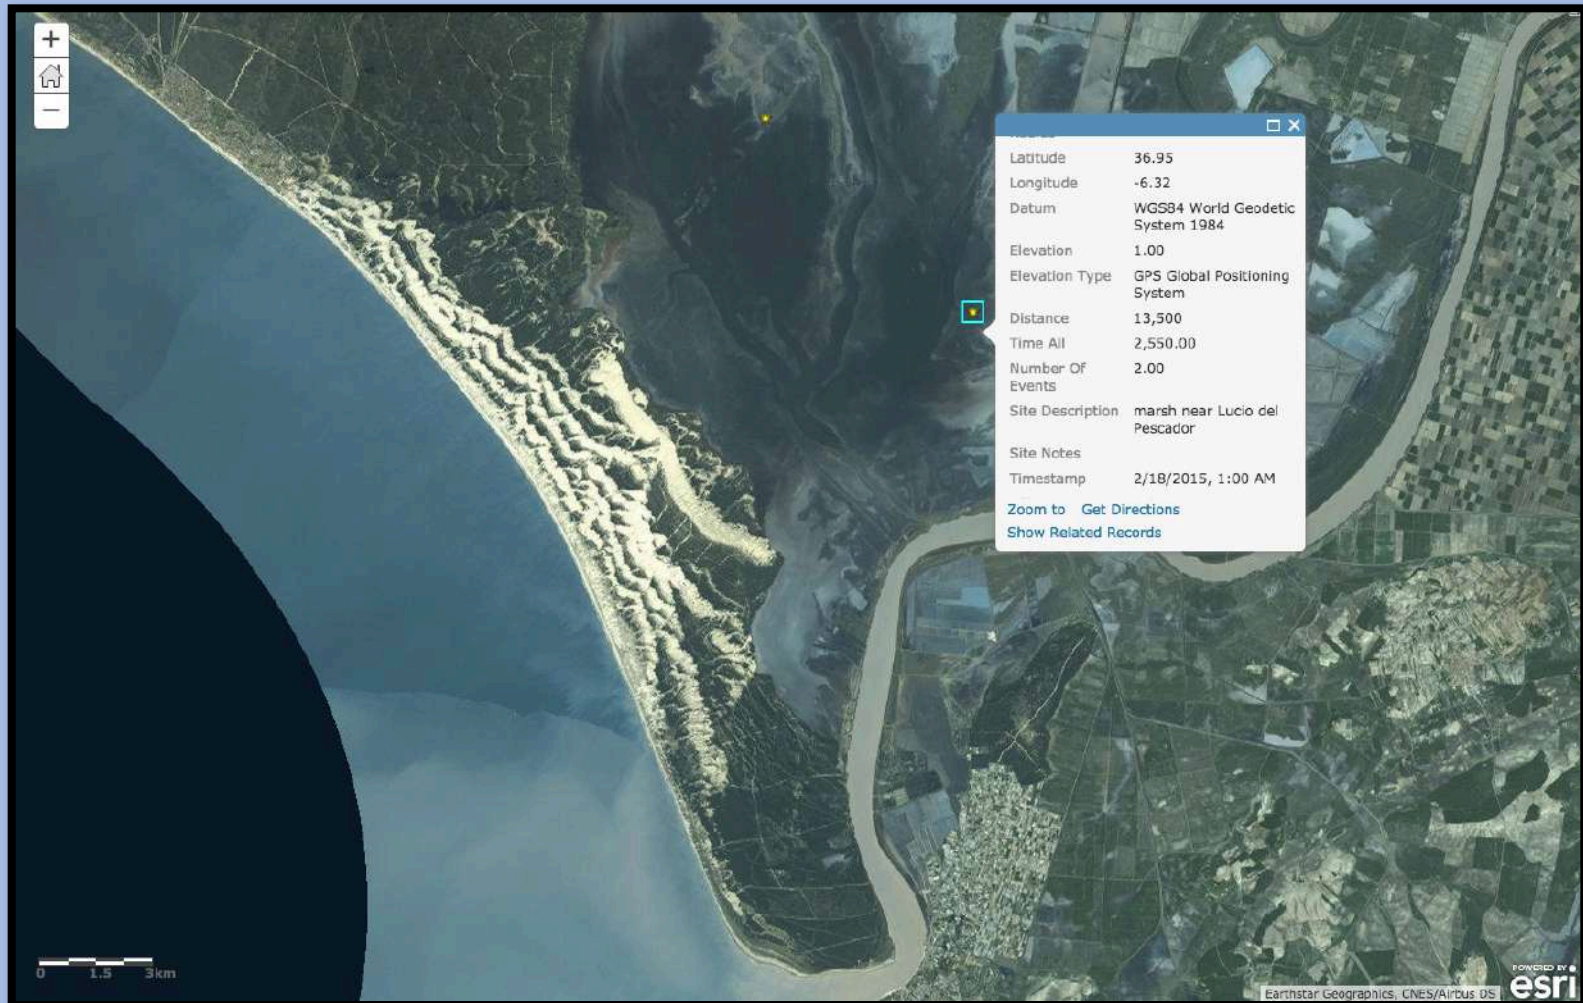 +
−
Latitude 36.95
Longitude -6.32
Datum WGS84 World Geodetic
System 1984
Elevation 1.00
Elevation Type GPS Global Positioning
System
Distance 13,500
Time All 2,550.00
Number Of 2.00
Events
Site Description marsh near Lucio del
Pescador
Site Notes
Timestamp 2/18/2015, 1:00 AM
Zoom to Get Directions
Show Related Records
0 1.5 3km
POWERED BY
esri
Earthstar Geographics, CNES/Airbus DS